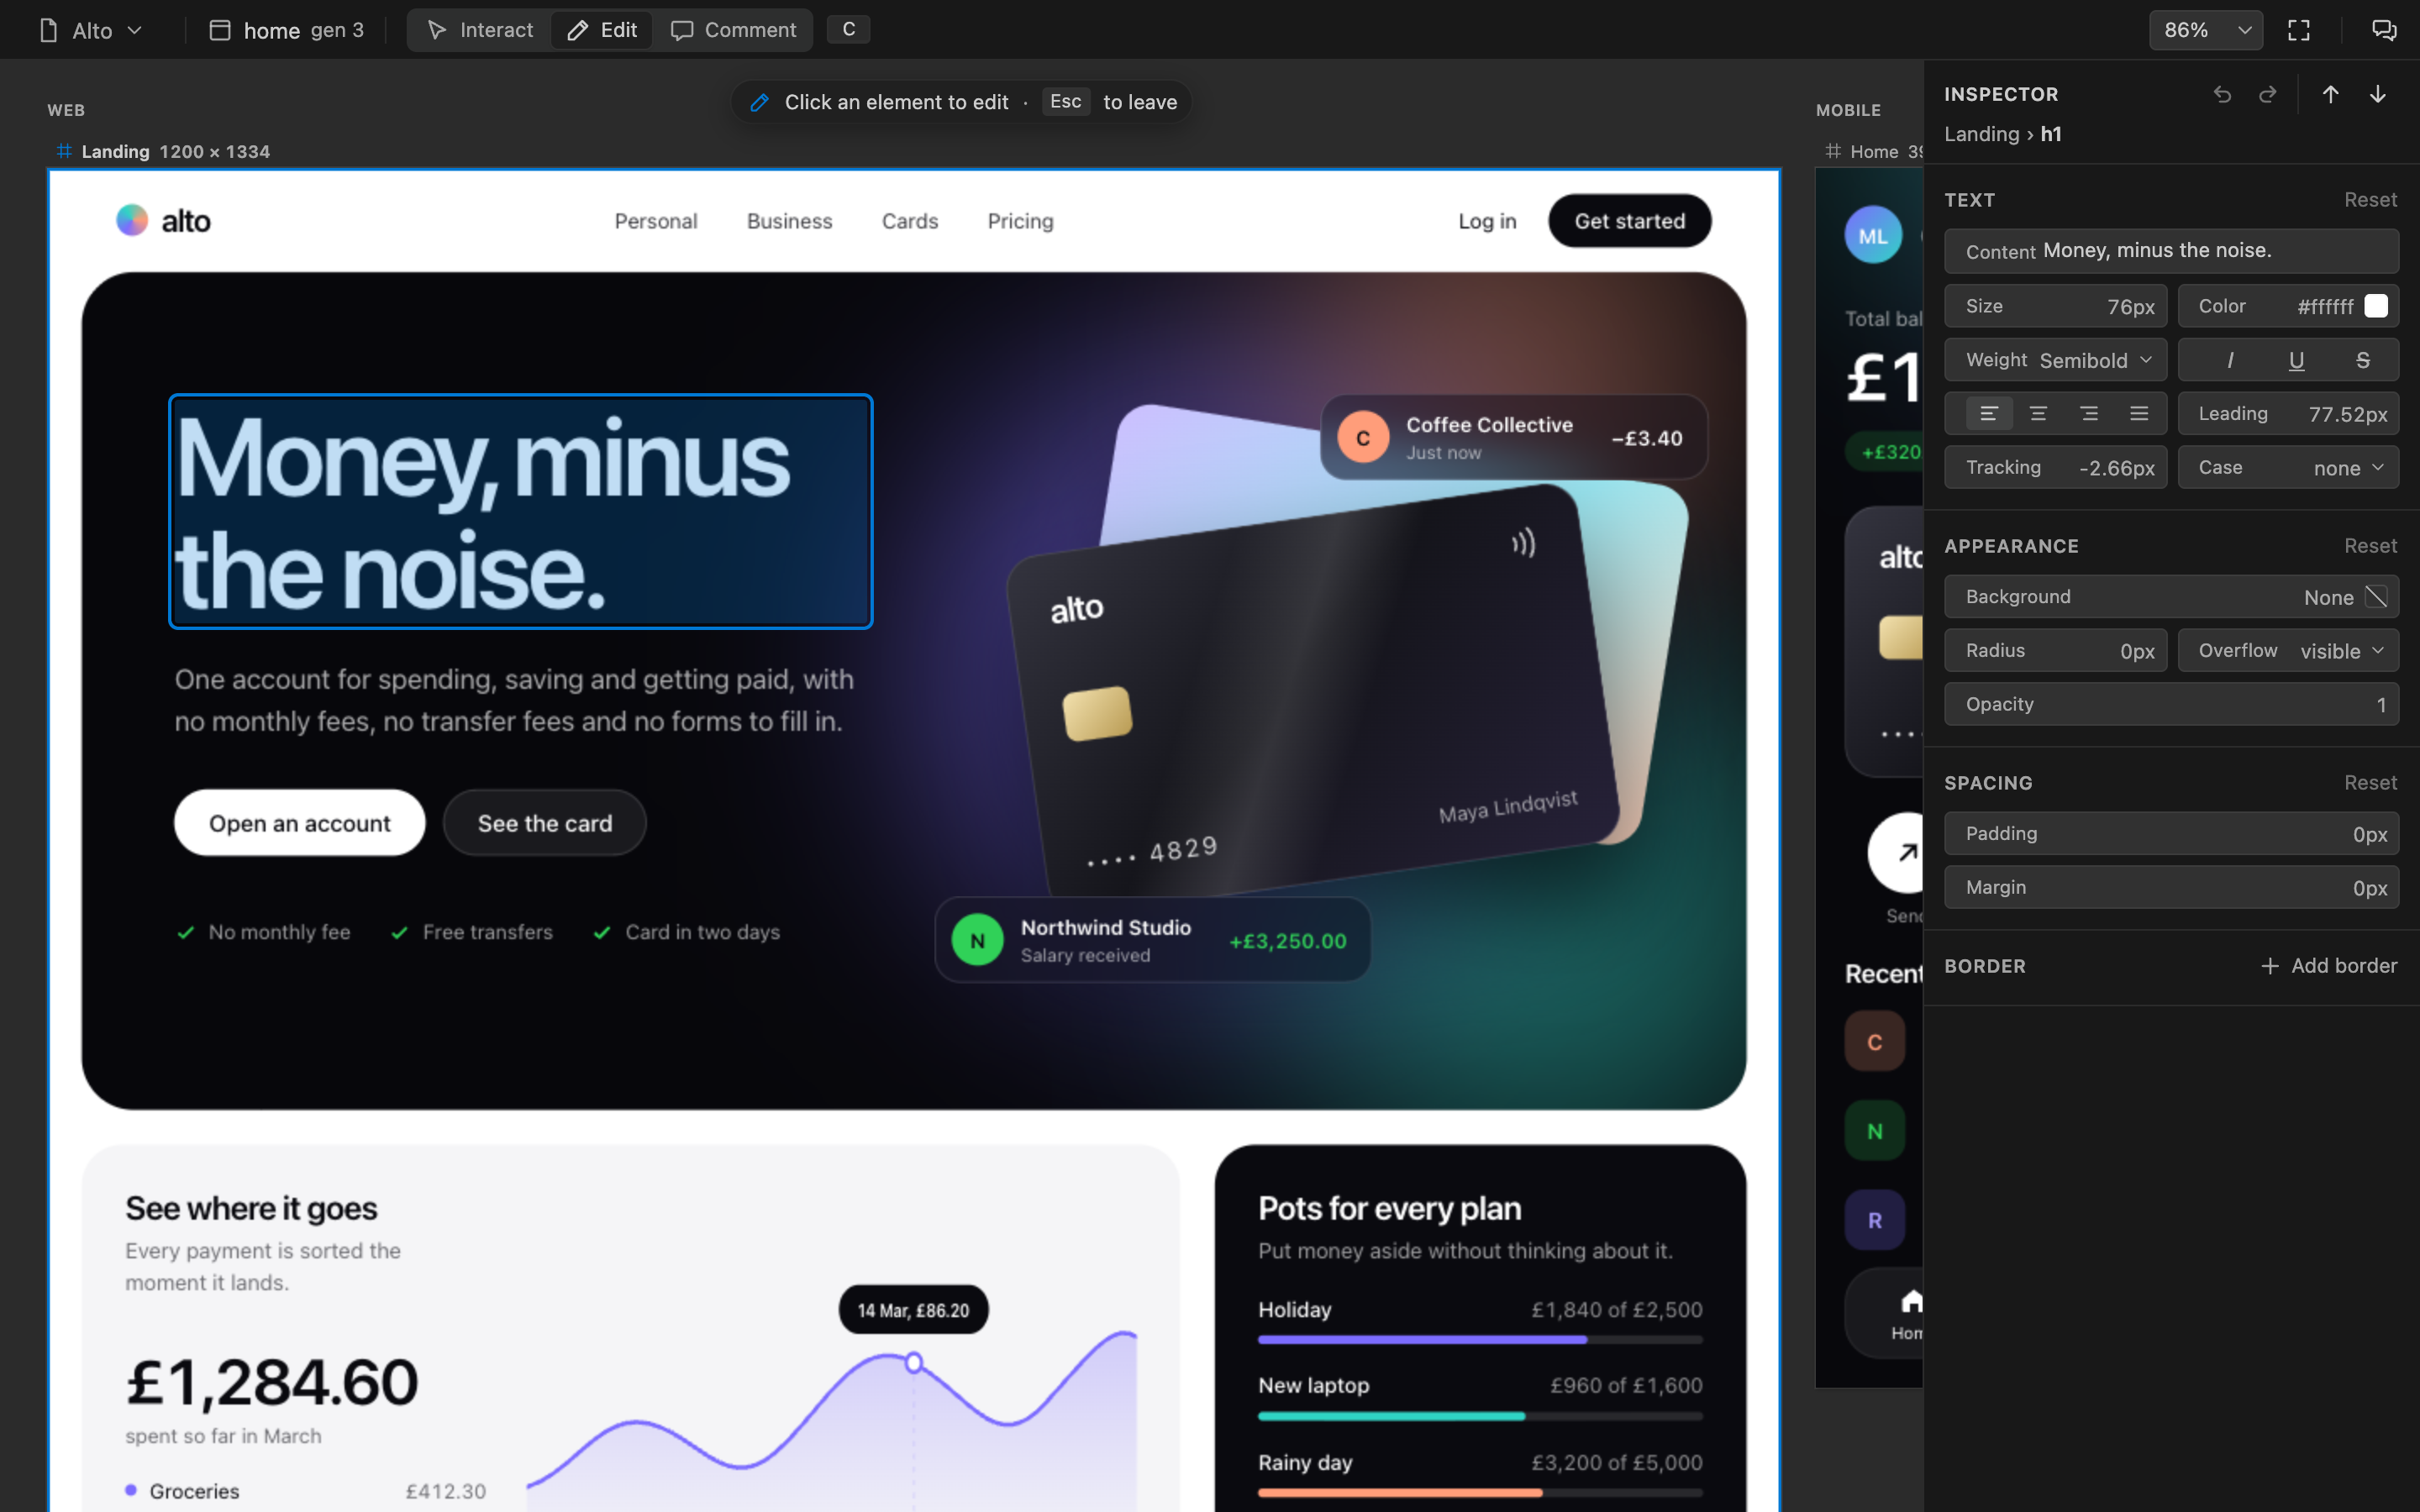 Alto
home gen 3
Interact
Edit
Comment
C
86%
WEB
Click an element to edit · Esc to leave
MOBILE
Landing 1200 × 1334
Home 39
alto
Personal
Business
Cards
Pricing
Log in
Get started
Money, minus
the noise.
One account for spending, saving and getting paid, with
no monthly fees, no transfer fees and no forms to fill in.
Open an account
See the card
No monthly fee
Free transfers
Card in two days
C
Coffee Collective
Just now
−£3.40
alto
Maya Lindqvist
•••• 4829
N
Northwind Studio
Salary received
+£3,250.00
See where it goes
Every payment is sorted the
moment it lands.
14 Mar, £86.20
£1,284.60
spent so far in March
Groceries £412.30
Pots for every plan
Put money aside without thinking about it.
Holiday £1,840 of £2,500
New laptop £960 of £1,600
Rainy day £3,200 of £5,000
ML
Total bal
£1
+£320
alto
••••
Send
Recent
C
N
R
Hom
INSPECTOR
Landing › h1
TEXT Reset
Content Money, minus the noise.
Size 76px
Color #ffffff
Weight Semibold
I U S
Leading 77.52px
Tracking -2.66px
Case none
APPEARANCE Reset
Background None
Radius 0px
Overflow visible
Opacity 1
SPACING Reset
Padding 0px
Margin 0px
BORDER + Add border